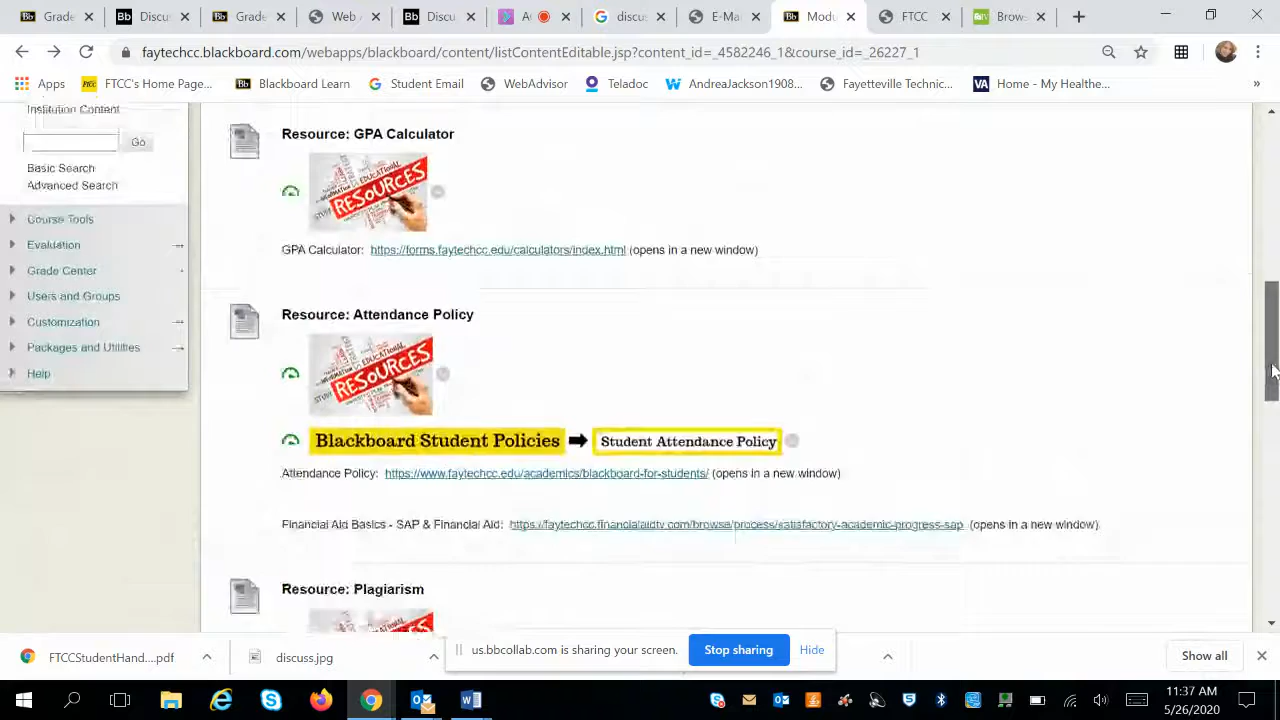 Grade
Discu
Grade
Web
Discu
Ac
discus
E-Ma
Modu
FTCC
Brows
faytechcc.blackboard.com/webapps/blackboard/content/listContentEditable.jsp?content_id=_4582246_1&course_id=_26227_1
Apps
FTCC's Home Page...
Blackboard Learn
Student Email
WebAdvisor
Teladoc
AndreaJackson1908...
Fayetteville Technic...
Home - My Healthe...
»
Institution Content
Go
Basic Search
Advanced Search
Course Tools
Evaluation
Grade Center
Users and Groups
Customization
Packages and Utilities
Help
Resource: GPA Calculator
RESOURCES
GPA Calculator: https://forms.faytechcc.edu/calculators/index.html (opens in a new window)
Resource: Attendance Policy
RESOURCES
Blackboard Student Policies
Student Attendance Policy
Attendance Policy: https://www.faytechcc.edu/academics/blackboard-for-students/ (opens in a new window)
Financial Aid Basics - SAP & Financial Aid: https://faytechcc.financialaidtv.com/browse/process/satisfactory-academic-progress-sap (opens in a new window)
Resource: Plagiarism
us.bbcollab.com is sharing your screen.
Stop sharing
Hide
FTCCStudentHand....pdf
discuss.jpg
Show all
11:37 AM
5/26/2020